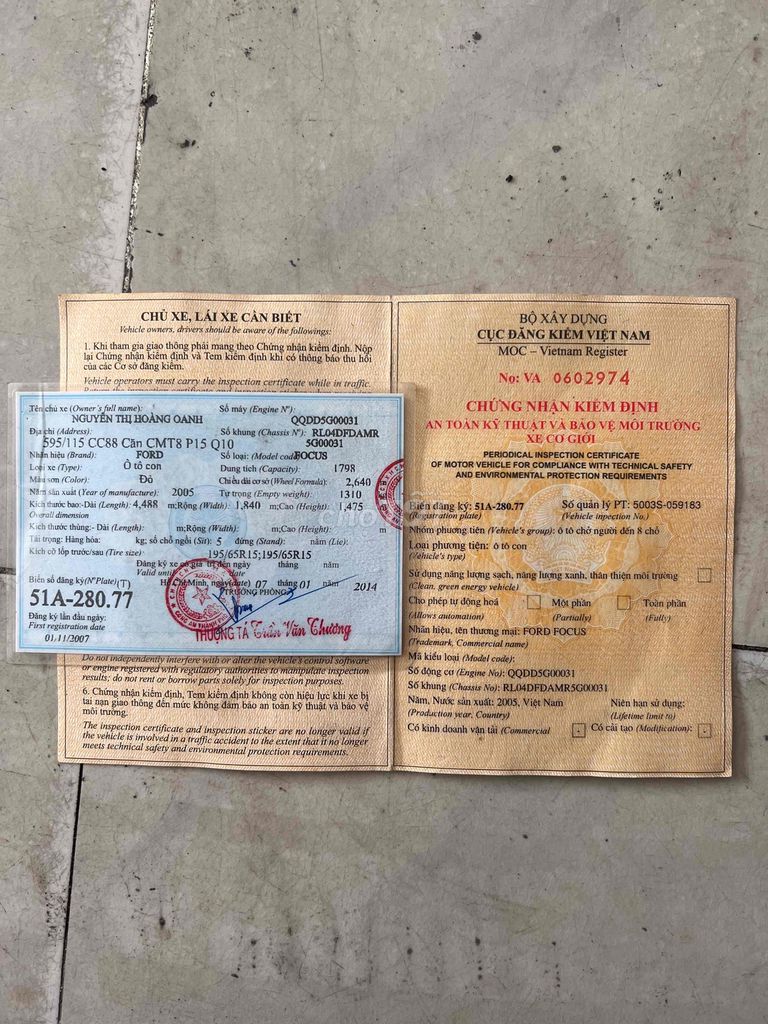 CHỦ XE, LÁI XE CẦN BIẾT
Vehicle owners, drivers should be aware of the followings:
1. Khi tham gia giao thông phải mang theo Chứng nhận kiểm định. Nộp
lại Chứng nhận kiểm định và Tem kiểm định khi có thông báo thu hồi
của các Cơ sở đăng kiểm.
Vehicle operators must carry the inspection certificate while in traffic.
Tên chủ xe (Owner's full name):
NGUYỄN THỊ HOÀNG OANH
Số máy (Engine N°):
QQDD5G00031
Địa chỉ (Address):
595/115 CC88 Căn CMT8 P15 Q10
Số khung (Chassis N°): RL04DFDAMR
5G00031
Nhãn hiệu (Brand): FORD
Số loại: (Model code) FOCUS
Loại xe (Type): Ô tô con
Dung tích (Capacity): 1798
Màu sơn (Color): Đỏ
Chiều dài cơ sở (Wheel Formula): 2,640
Năm sản xuất (Year of manufacture): 2005
Tự trọng (Empty weight): 1310
Kích thước bao:-Dài (Length): 4,488 m;Rộng (Width): 1,840 m;Cao (Height): 1,475 m
Overall dimension
Kích thước thùng:- Dài (Length): m;Rộng (Width): m;Cao (Height): m
Tải trọng: Hàng hóa: kg; số chỗ ngồi (Sit): 5 đứng (Stand): nằm (Lie):
Kích cỡ lốp trước/sau (Tire size) 195/65R15;195/65R15
Đăng ký xe có giá trị đến ngày tháng năm
Valid until date
Biển số đăng ký(N°Plate)(T)
51A-280.77
Hồ Chí Minh, ngày(date) 07 tháng 01 năm 2014
TRƯỞNG PHÒNG
Đăng ký lần đầu ngày:
First registration date
01/11/2007
THƯỢNG TÁ Trần Văn Thương
Do not independently interfere with or alter the vehicle's control software
or engine registered with regulatory authorities to manipulate inspection
results; do not rent or borrow parts solely for inspection purposes.
6. Chứng nhận kiểm định, Tem kiểm định không còn hiệu lực khi xe bị
tai nạn giao thông đến mức không đảm bảo an toàn kỹ thuật và bảo vệ
môi trường.
The inspection certificate and inspection sticker are no longer valid if
the vehicle is involved in a traffic accident to the extent that it no longer
meets technical safety and environmental protection requirements.
BỘ XÂY DỰNG
CỤC ĐĂNG KIỂM VIỆT NAM
MOC – Vietnam Register
No: VA 0602974
CHỨNG NHẬN KIỂM ĐỊNH
AN TOÀN KỸ THUẬT VÀ BẢO VỆ MÔI TRƯỜNG
XE CƠ GIỚI
PERIODICAL INSPECTION CERTIFICATE
OF MOTOR VEHICLE FOR COMPLIANCE WITH TECHNICAL SAFETY
AND ENVIRONMENTAL PROTECTION REQUIREMENTS
Biển đăng ký: 51A-280.77 Số quản lý PT: 5003S-059183
(Registration plate) (Vehicle inspection No.)
Nhóm phương tiện (Vehicle's group): ô tô chở người đến 8 chỗ
Loại phương tiện: ô tô con
(Vehicle's type)
Sử dụng năng lượng sạch, năng lượng xanh, thân thiện môi trường
(Clean, green energy vehicle)
Cho phép tự động hoá Một phần Toàn phần
(Allows automation) (Partially) (Fully)
Nhãn hiệu, tên thương mại: FORD FOCUS
(Trademark, Commercial name)
Mã kiểu loại (Model code):
Số động cơ (Engine No): QQDD5G00031
Số khung (Chassis No): RL04DFDAMR5G00031
Năm, Nước sản xuất: 2005, Việt Nam Niên hạn sử dụng:
(Production year, Country) (Lifetime limit to)
Có kinh doanh vận tải (Commercial Có cải tạo (Modification):